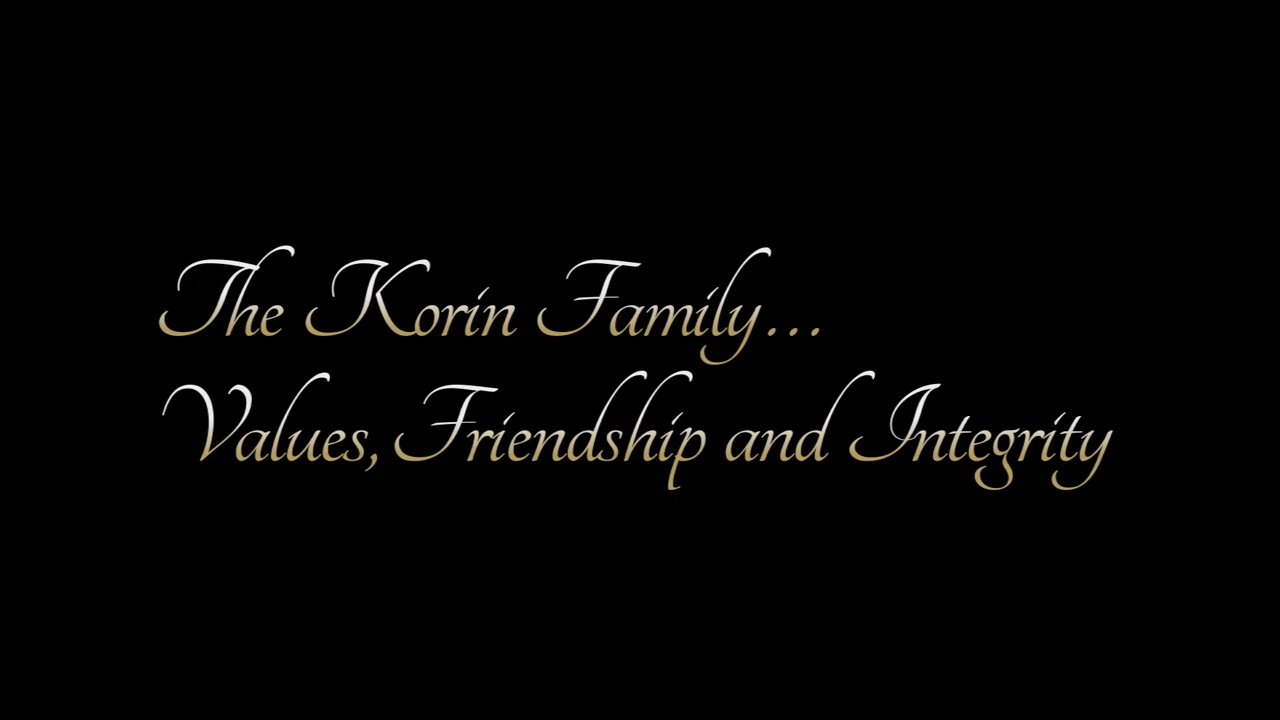 The Korin Family...
Values, Friendship and Integrity